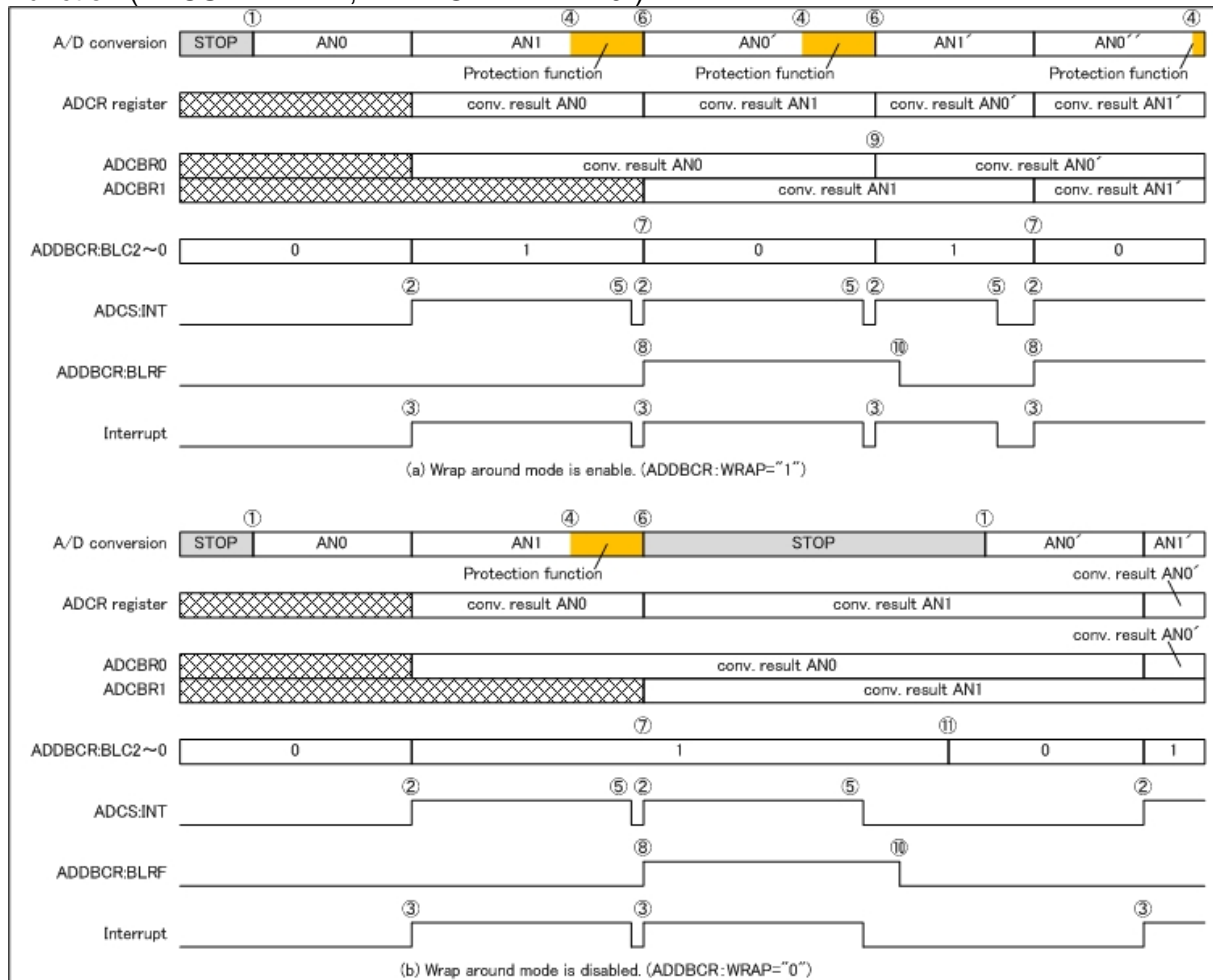 ① ④ ⑥ ④ ⑥ ④
A/D conversion STOP AN0 AN1 AN0´ AN1´ AN0´´
Protection function Protection function Protection function
ADCR register conv. result AN0 conv. result AN1 conv. result AN0´ conv. result AN1´
⑨
ADCBR0 conv. result AN0 conv. result AN0´
ADCBR1 conv. result AN1 conv. result AN1´
⑦ ⑦
ADDBCR:BLC2~0 0 1 0 1 0
② ⑤ ② ⑤ ② ⑤ ②
ADCS:INT
⑧ ⑩ ⑧
ADDBCR:BLRF
③ ③ ③ ③
Interrupt
(a) Wrap around mode is enable. (ADDBCR:WRAP="1")
① ④ ⑥ ①
A/D conversion STOP AN0 AN1 STOP AN0´ AN1´
Protection function conv. result AN0´
ADCR register conv. result AN0 conv. result AN1
conv. result AN0´
ADCBR0 conv. result AN0
ADCBR1 conv. result AN1
⑦ ⑪
ADDBCR:BLC2~0 0 1 0 1
② ⑤ ② ⑤ ②
ADCS:INT
⑧ ⑩
ADDBCR:BLRF
③ ③ ③
Interrupt
(b) Wrap around mode is disabled. (ADDBCR:WRAP="0")